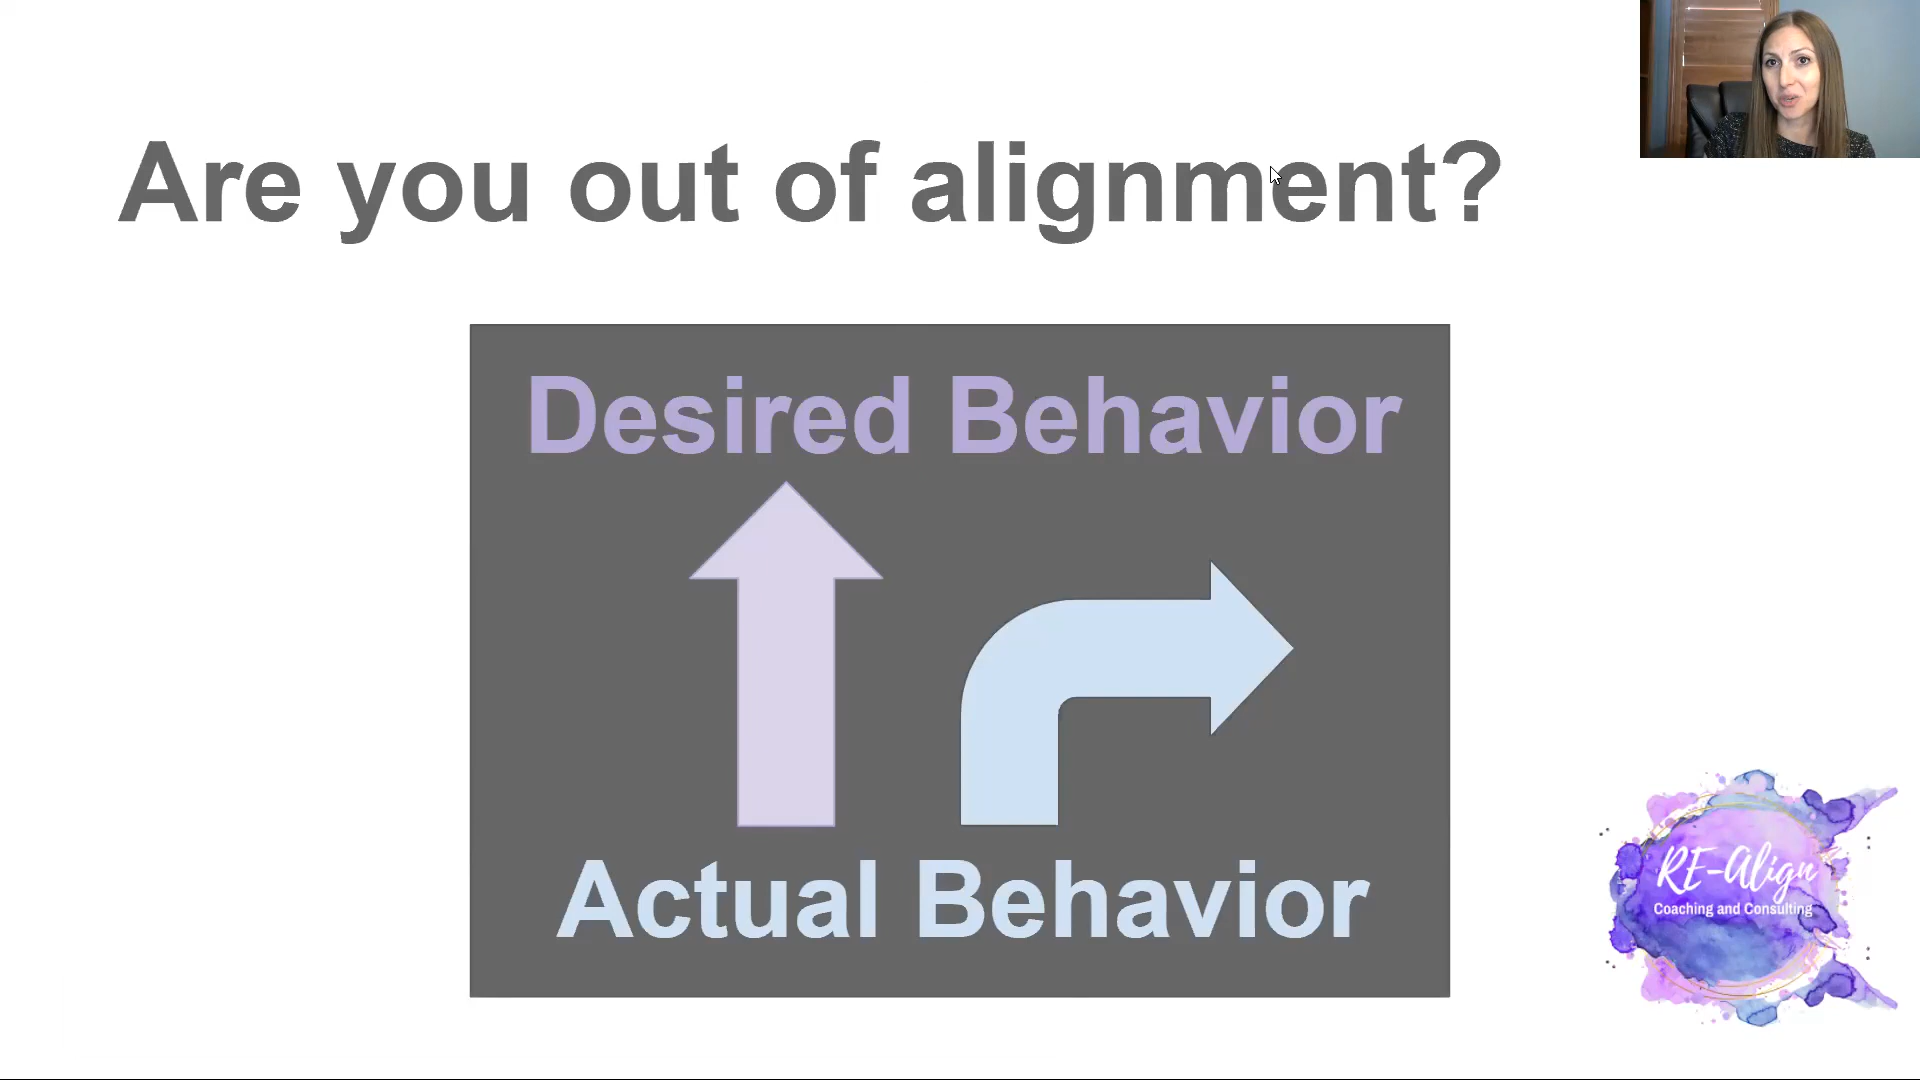 Are you out of alignment?
Desired Behavior
Actual Behavior
RE-Align
Coaching and Consulting